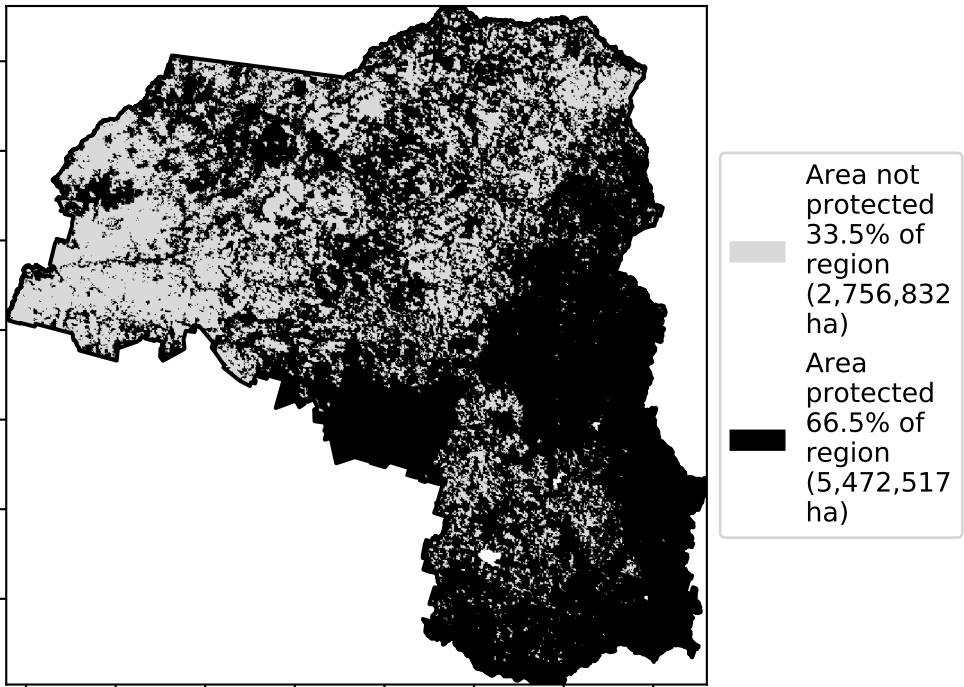 Area not
protected
33.5% of
region
(2,756,832
ha)
Area
protected
66.5% of
region
(5,472,517
ha)